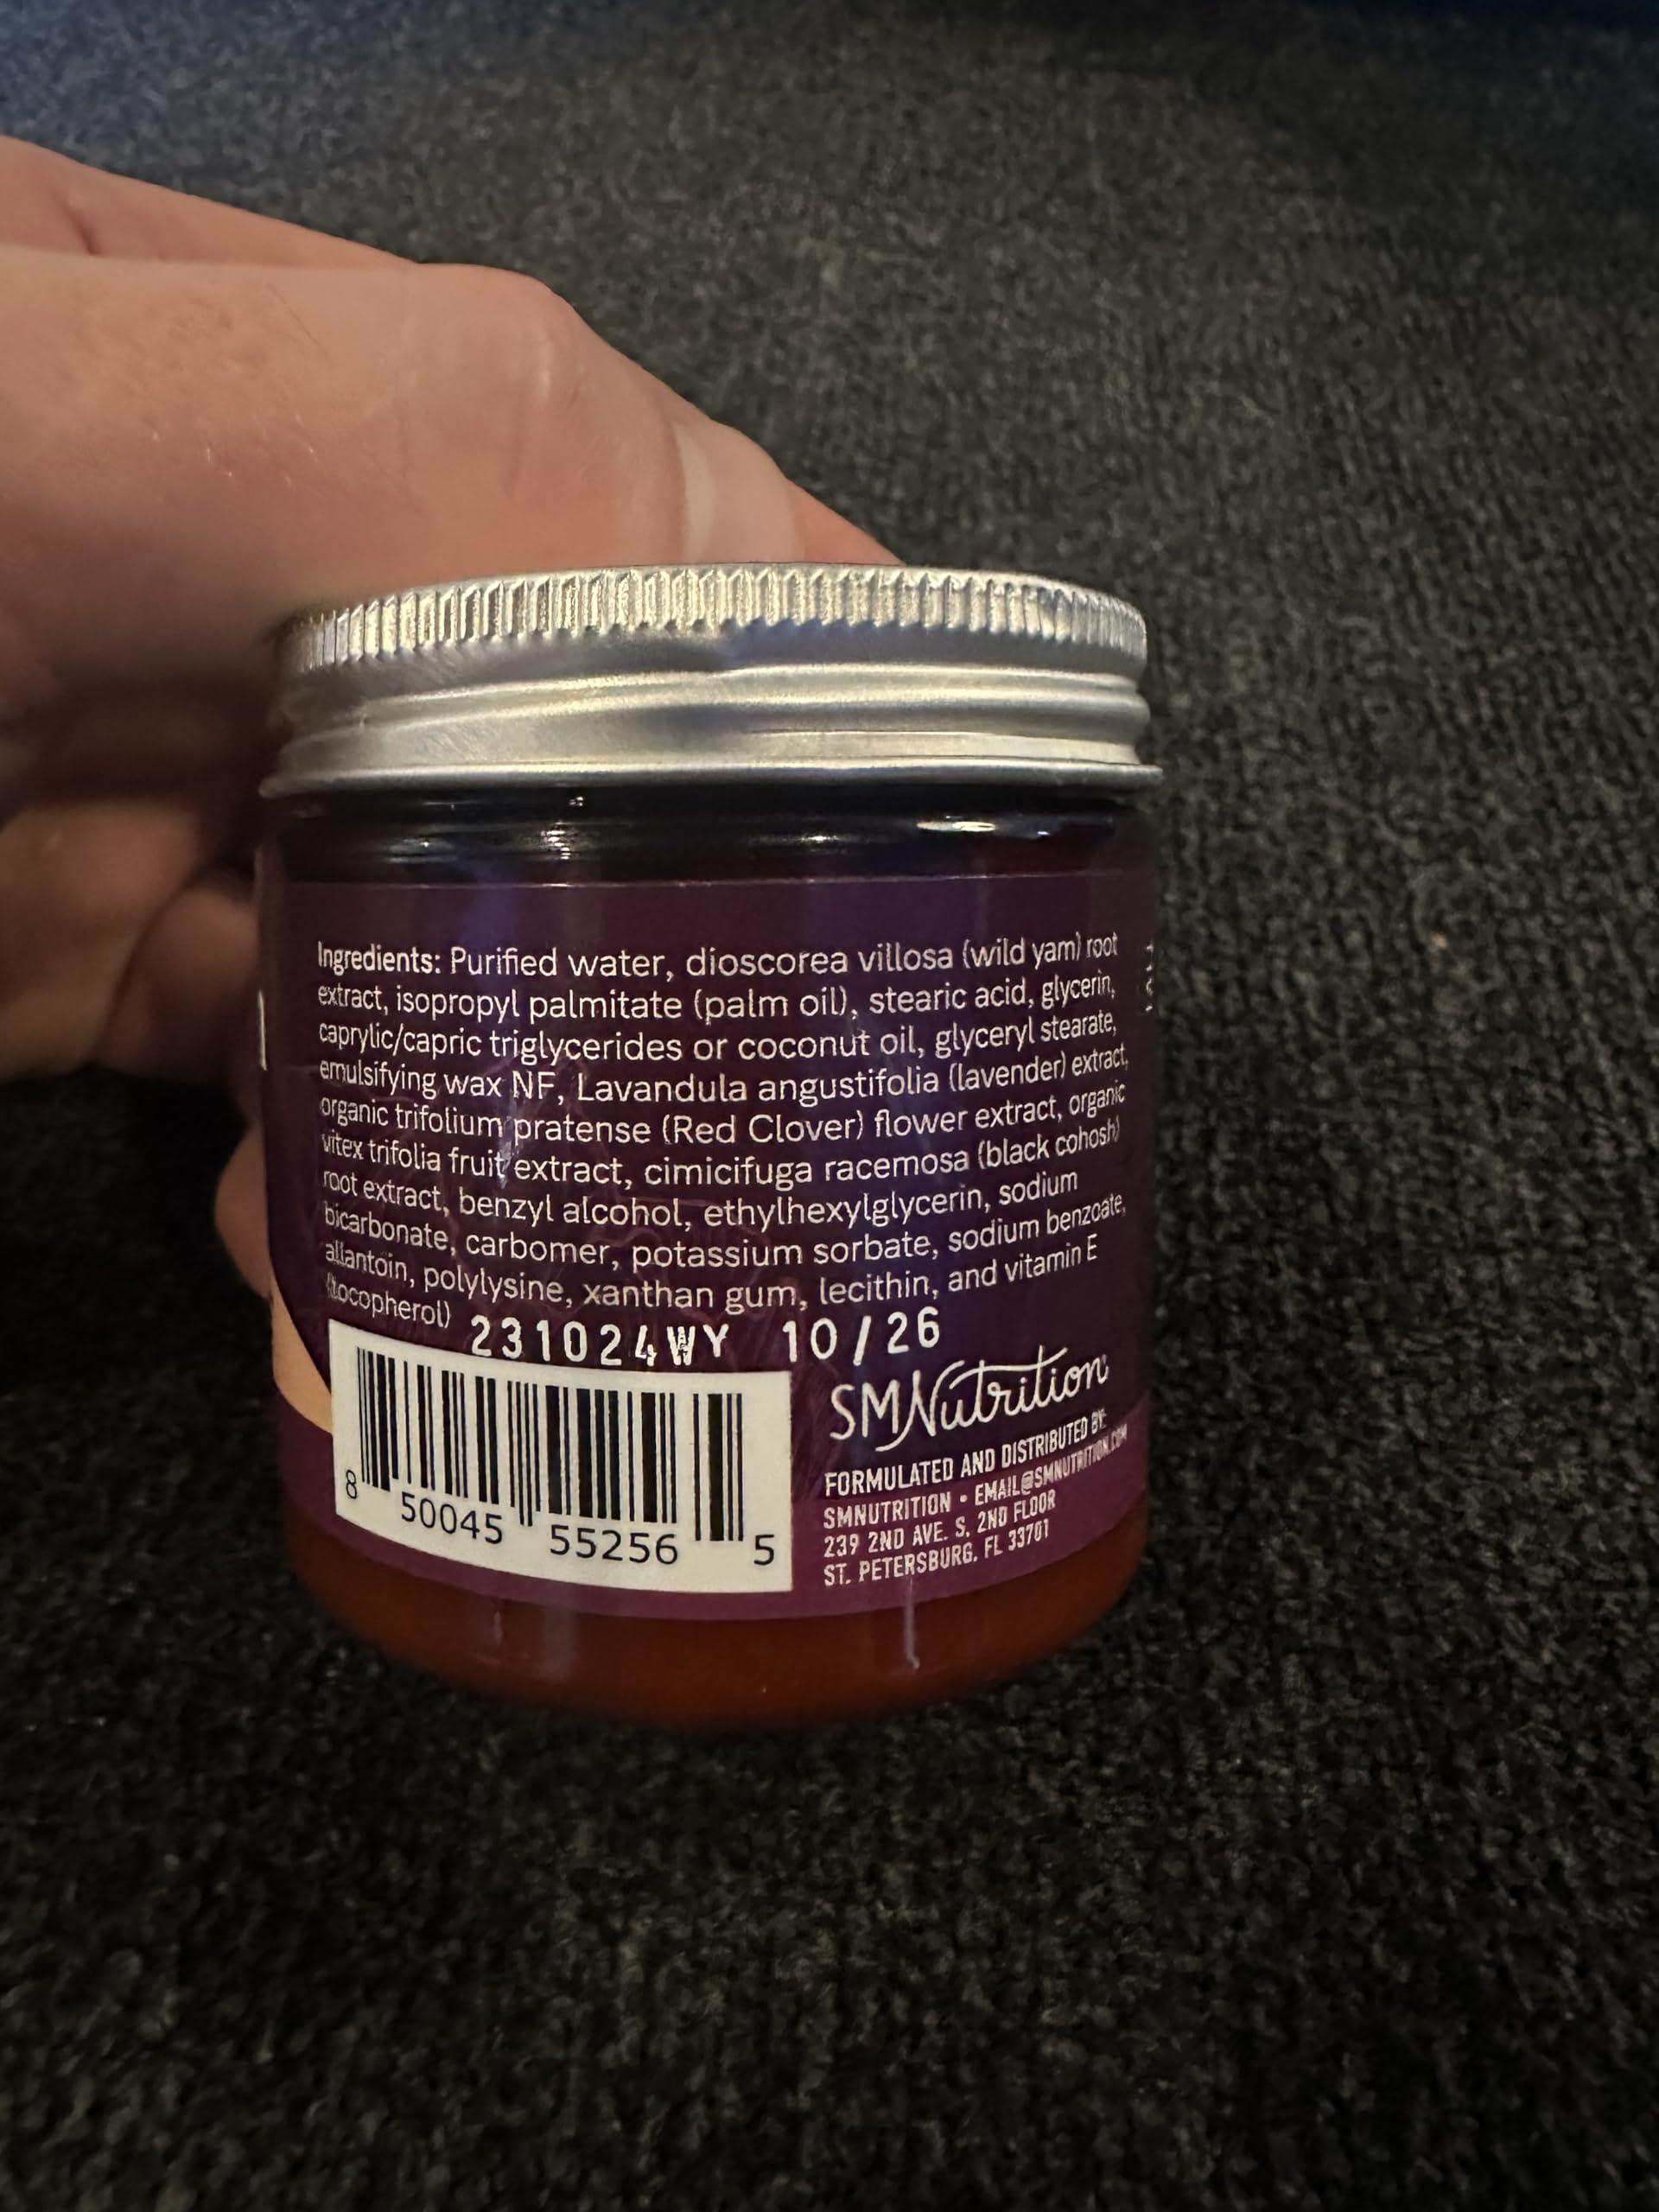 Ingredients: Purified water, dioscorea villosa (wild yam) root
extract, isopropyl palmitate (palm oil), stearic acid, glycerin,
caprylic/capric triglycerides or coconut oil, glyceryl stearate,
emulsifying wax NF, Lavandula angustifolia (lavender) extract,
organic trifolium pratense (Red Clover) flower extract, organic
vitex trifolia fruit extract, cimicifuga racemosa (black cohosh)
root extract, benzyl alcohol, ethylhexylglycerin, sodium
bicarbonate, carbomer, potassium sorbate, sodium benzoate,
allantoin, polylysine, xanthan gum, lecithin, and vitamin E
(tocopherol)
231024WY 10/26
8 50045 55256 5
SMNutrition
FORMULATED AND DISTRIBUTED BY:
SMNUTRITION • EMAIL@SMNUTRITION.COM
239 2ND AVE. S. 2ND FLOOR
ST. PETERSBURG, FL 33701